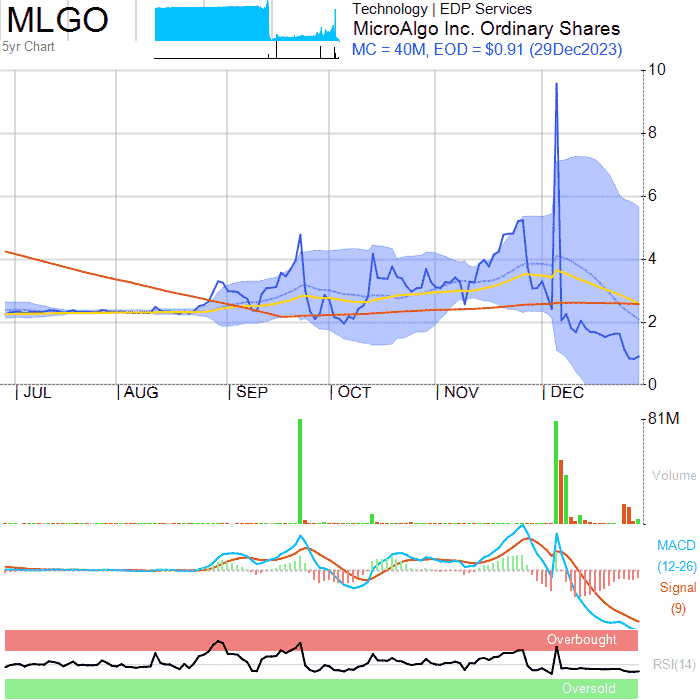 MLGO
5yr Chart
Technology | EDP Services
MicroAlgo Inc. Ordinary Shares
MC = 40M, EOD = $0.91 (29Dec2023)
10
8
6
4
2
0
JUL AUG SEP OCT NOV DEC
81M
Volume
MACD
(12-26)
Signal
(9)
Overbought
RSI(14)
Oversold